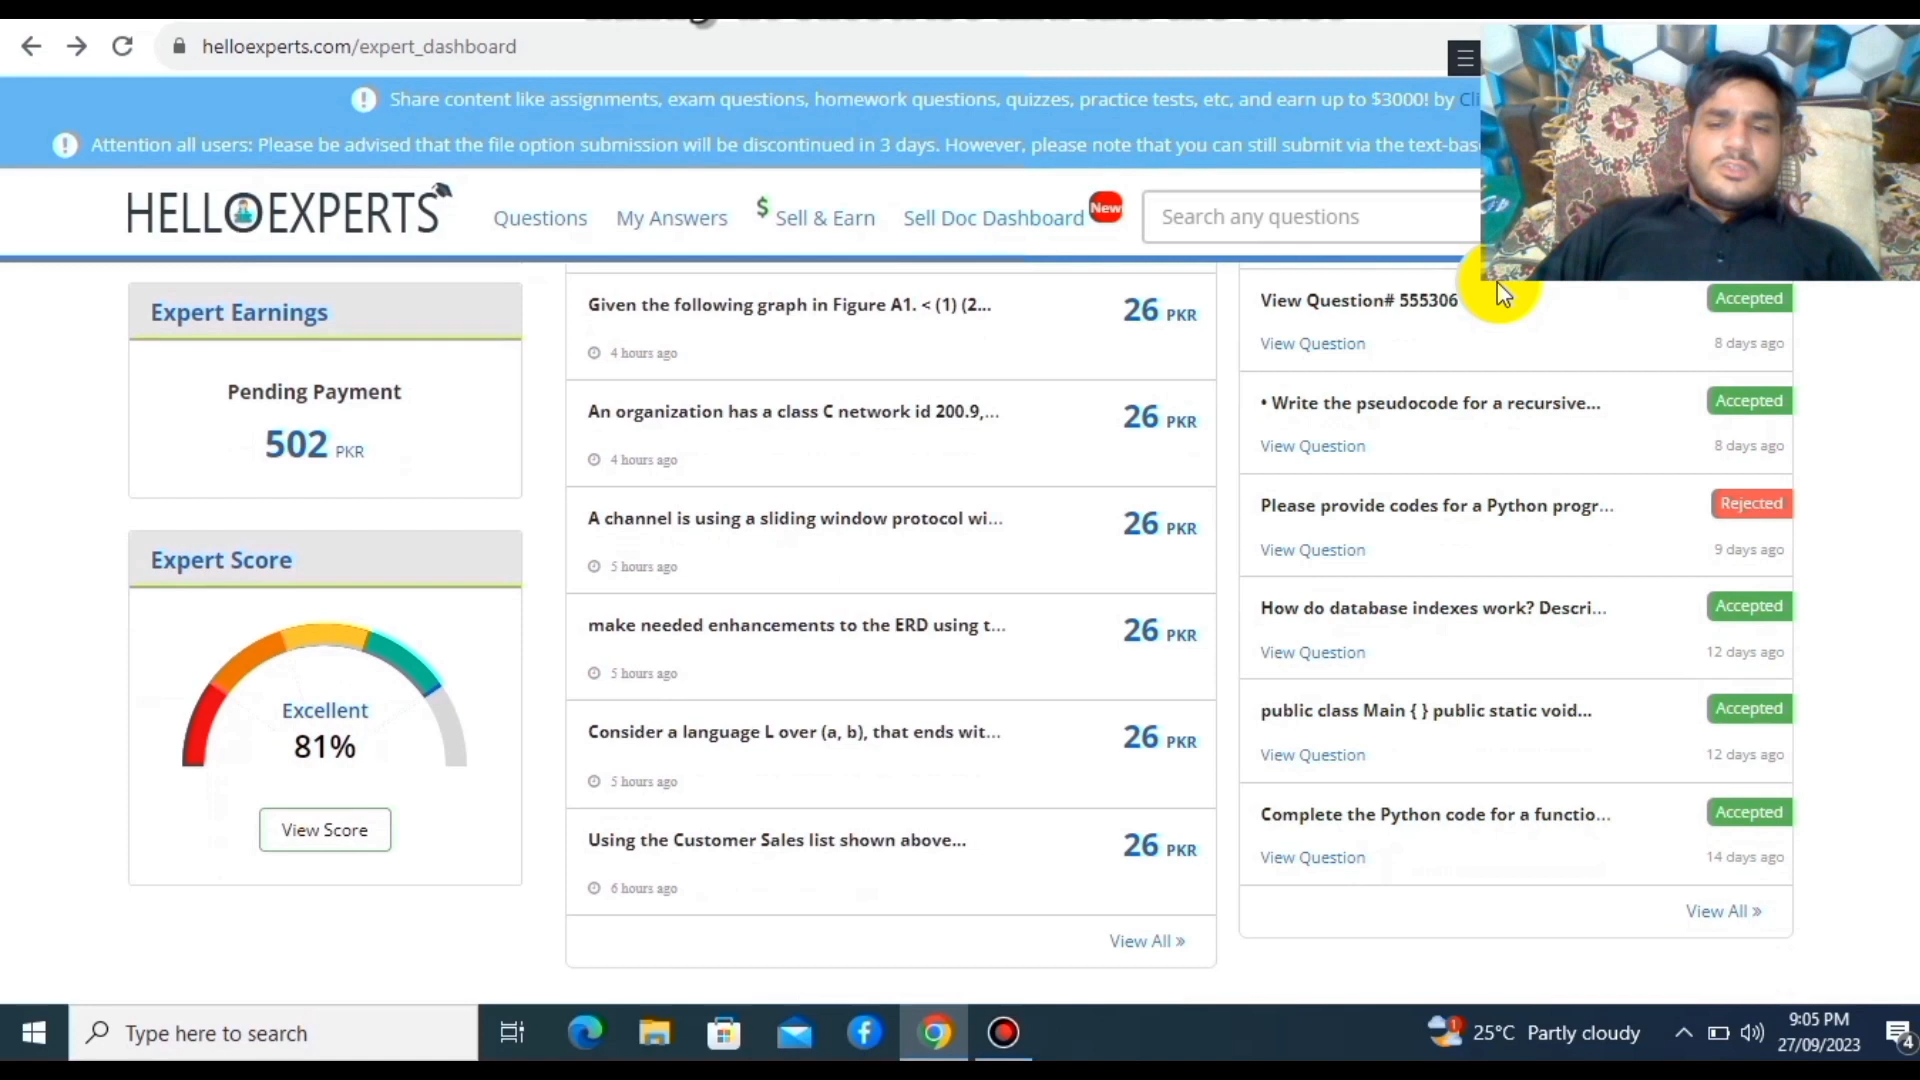 helloexperts.com/expert_dashboard
Share content like assignments, exam questions, homework questions, quizzes, practice tests, etc, and earn up to $3000! by Cli
Attention all users: Please be advised that the file option submission will be discontinued in 3 days. However, please note that you can still submit via the text-bas
HELLOEXPERTS
Questions
My Answers
$ Sell & Earn
Sell Doc Dashboard
New
Search any questions
Expert Earnings
Pending Payment
502 PKR
Expert Score
Excellent
81%
View Score
Given the following graph in Figure A1. < (1) (2...
26 PKR
4 hours ago
An organization has a class C network id 200.9,...
26 PKR
4 hours ago
A channel is using a sliding window protocol wi...
26 PKR
5 hours ago
make needed enhancements to the ERD using t...
26 PKR
5 hours ago
Consider a language L over (a, b), that ends wit...
26 PKR
5 hours ago
Using the Customer Sales list shown above...
26 PKR
6 hours ago
View All »
View Question# 555306
Accepted
View Question
8 days ago
• Write the pseudocode for a recursive...
Accepted
View Question
8 days ago
Please provide codes for a Python progr...
Rejected
View Question
9 days ago
How do database indexes work? Descri...
Accepted
View Question
12 days ago
public class Main { } public static void...
Accepted
View Question
12 days ago
Complete the Python code for a functio...
Accepted
View Question
14 days ago
View All »
Type here to search
1
25°C Partly cloudy
9:05 PM
27/09/2023
4